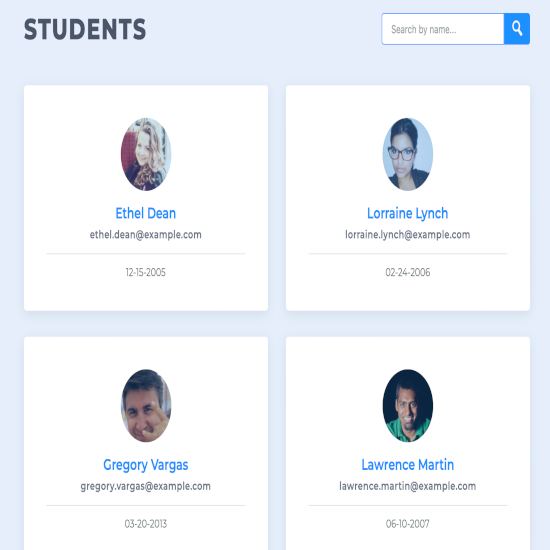 STUDENTS
Search by name...
Ethel Dean
ethel.dean@example.com
12-15-2005
Lorraine Lynch
lorraine.lynch@example.com
02-24-2006
Gregory Vargas
gregory.vargas@example.com
03-20-2013
Lawrence Martin
lawrence.martin@example.com
06-10-2007